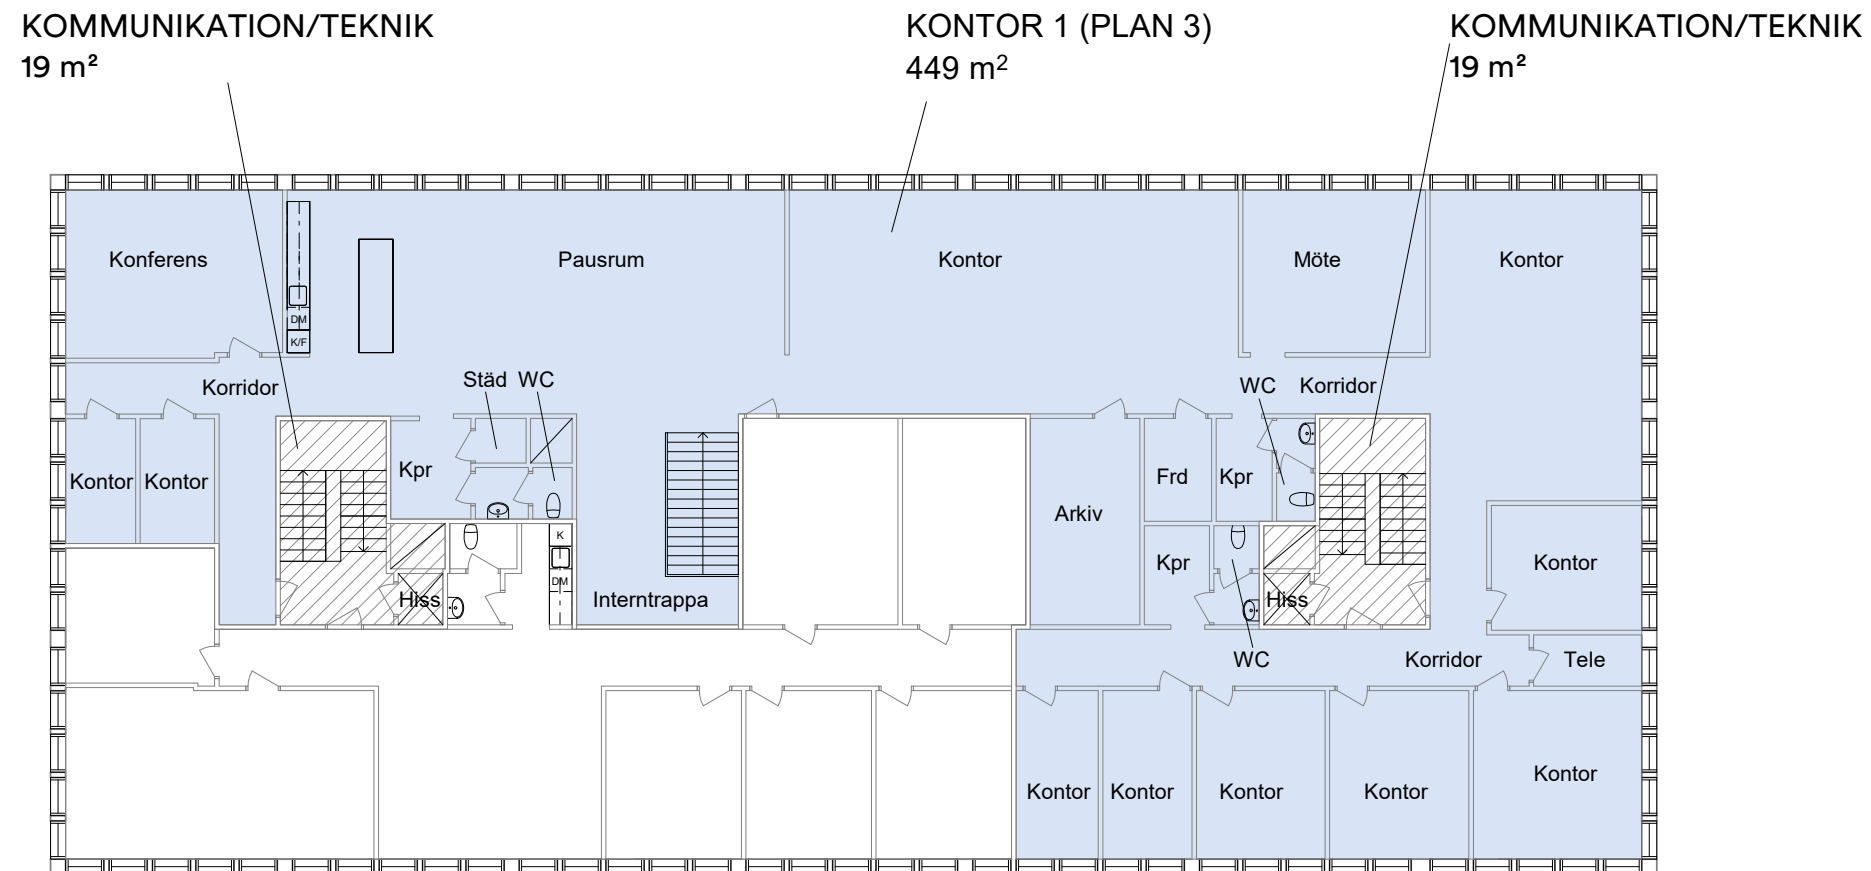 KOMMUNIKATION/TEKNIK
19 m²
KONTOR 1 (PLAN 3)
449 m²
KOMMUNIKATION/TEKNIK
19 m²
Konferens
Pausrum
Kontor
Möte
Kontor
DM
K/F
Korridor
Städ
WC
WC
Korridor
Kontor
Kontor
Kpr
Frd
Kpr
Arkiv
K
DM
Kpr
Kontor
Hiss
Interntrappa
Hiss
WC
Korridor
Tele
Kontor
Kontor
Kontor
Kontor
Kontor